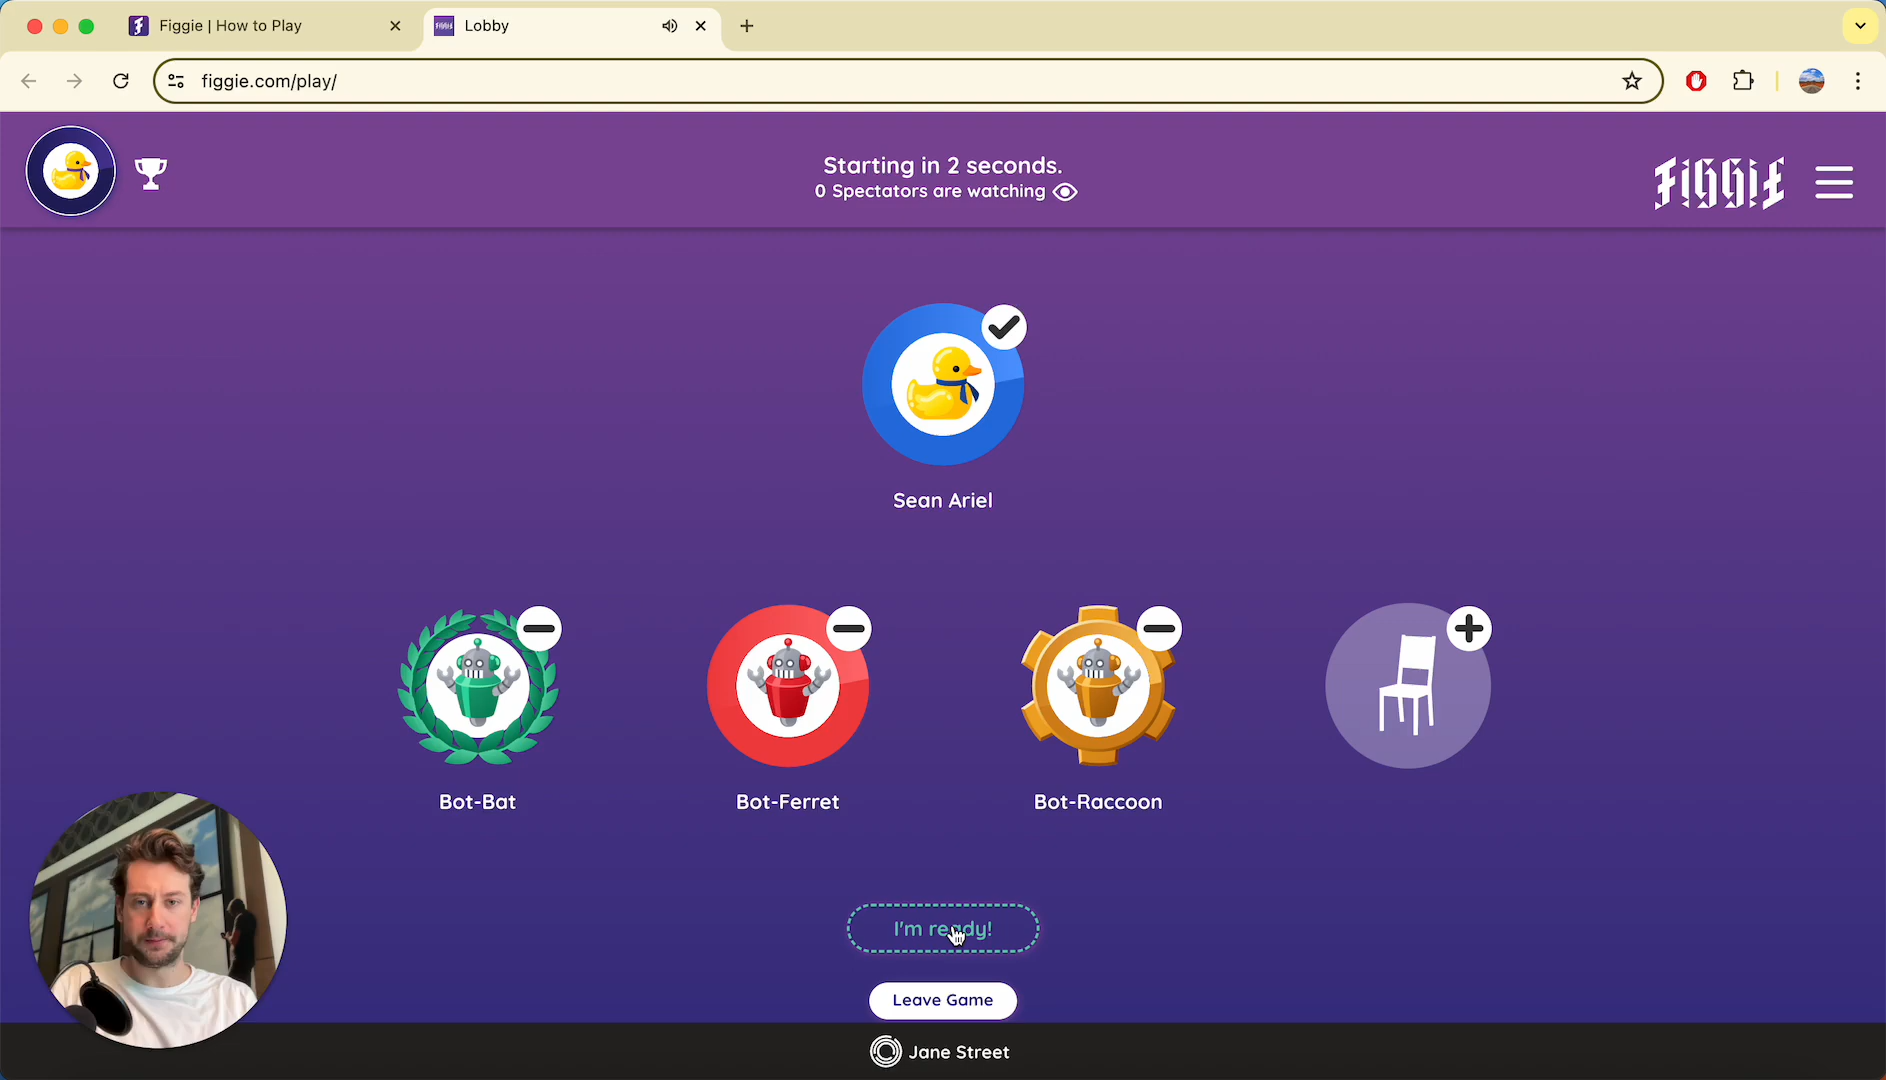 Figgie | How to Play
Lobby
figgie.com/play/
Starting in 2 seconds.
0 Spectators are watching
FIGGIE
Sean Ariel
Bot-Bat
Bot-Ferret
Bot-Raccoon
I'm ready!
Leave Game
Jane Street